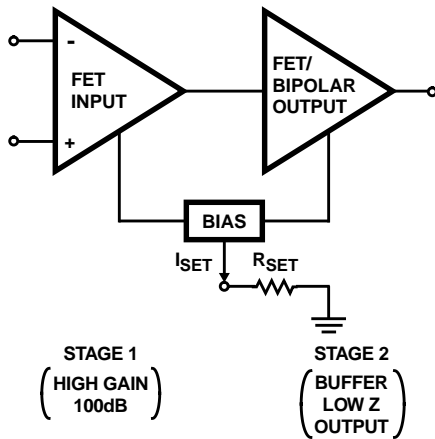 -
FET
INPUT
+
FET/
BIPOLAR
OUTPUT
BIAS
ISET
RSET
STAGE 1
HIGH GAIN
100dB
STAGE 2
BUFFER
LOW Z
OUTPUT